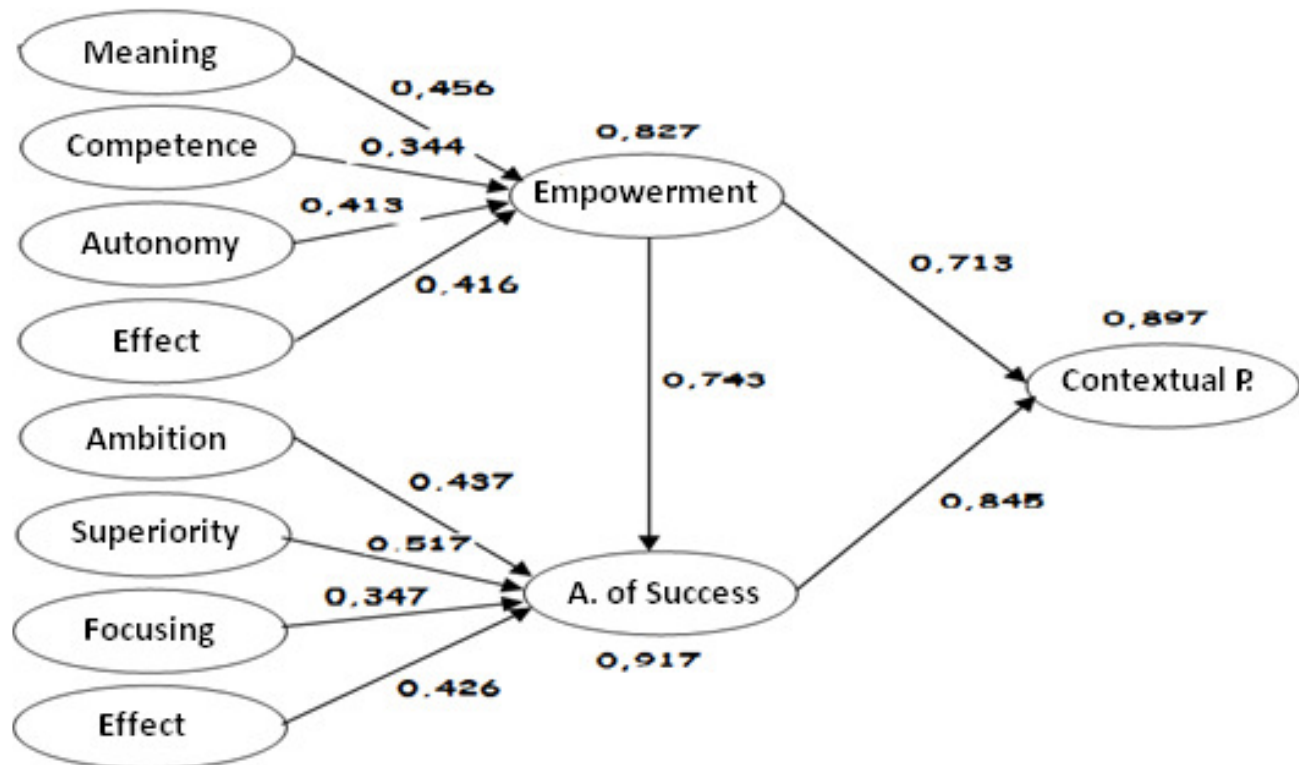 Meaning
0,456
Competence
0,344
0,827
Empowerment
0,413
Autonomy
0,416
Effect
0,713
0,897
Contextual P.
0,743
Ambition
0.437
Superiority
0.517
0,845
A. of Success
0,347
Focusing
0,917
0.426
Effect